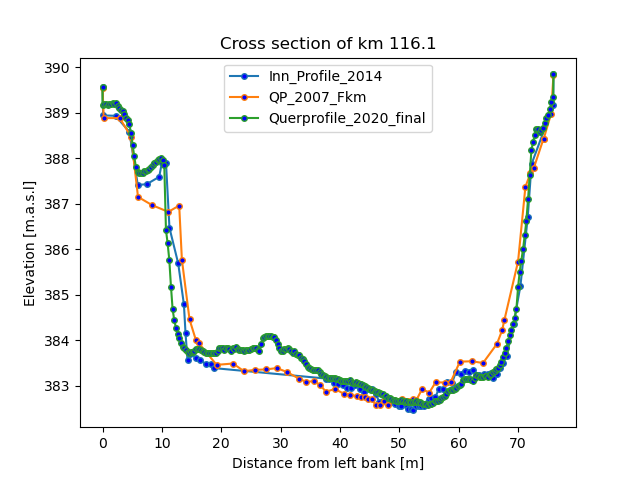 Cross section of km 116.1
Inn_Profile_2014
QP_2007_Fkm
Querprofile_2020_final
Elevation [m.a.s.l]
390
389
388
387
386
385
384
383
0 10 20 30 40 50 60 70
Distance from left bank [m]